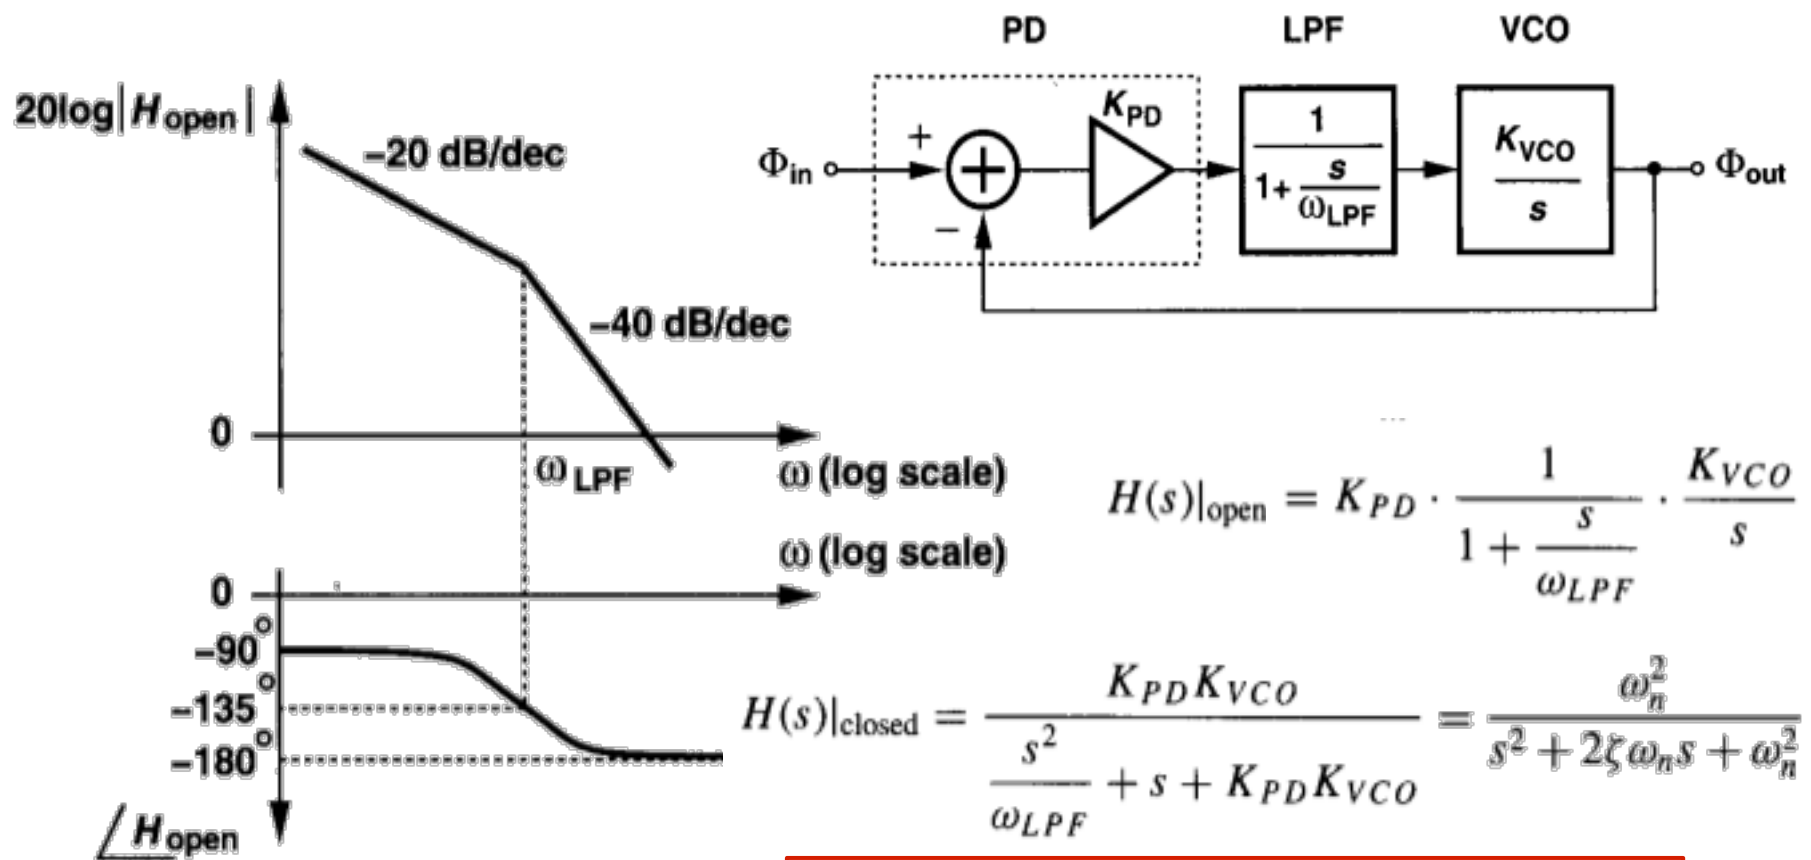 PD LPF VCO
20log|H_open|
−20 dB/dec
K_PD
+
Φ_in
+
−
1
1+ s/ω_LPF
K_VCO
s
Φ_out
−40 dB/dec
0
ω_LPF
ω (log scale)
H(s)|open = K_PD · 1/(1 + s/ω_LPF) · K_VCO/s
ω (log scale)
0
−90°
−135°
−180°
∠H_open
H(s)|closed = K_PD K_VCO/(s²/ω_LPF + s + K_PD K_VCO) = ω_n²/(s² + 2ζω_n s + ω_n²)